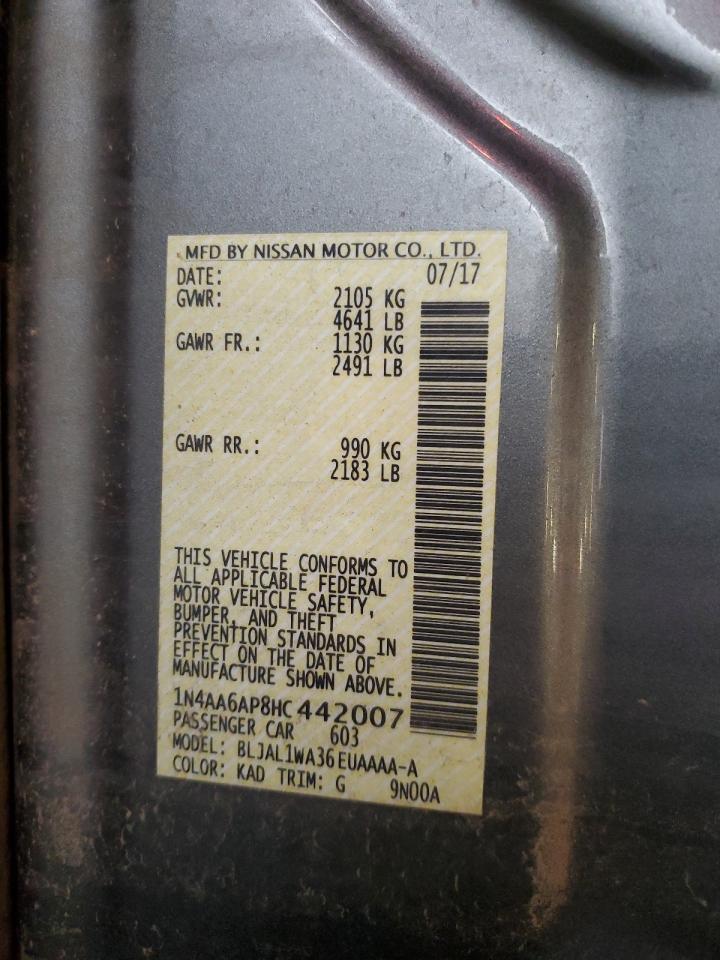 MFD BY NISSAN MOTOR CO., LTD.
DATE: 07/17
GVWR: 2105 KG
4641 LB
GAWR FR.: 1130 KG
2491 LB
GAWR RR.: 990 KG
2183 LB
THIS VEHICLE CONFORMS TO
ALL APPLICABLE FEDERAL
MOTOR VEHICLE SAFETY,
BUMPER, AND THEFT
PREVENTION STANDARDS IN
EFFECT ON THE DATE OF
MANUFACTURE SHOWN ABOVE.
1N4AA6AP8HC442007
PASSENGER CAR 603
MODEL: BLJAL1WA36EUAAAA-A
COLOR: KAD TRIM: G 9N00A